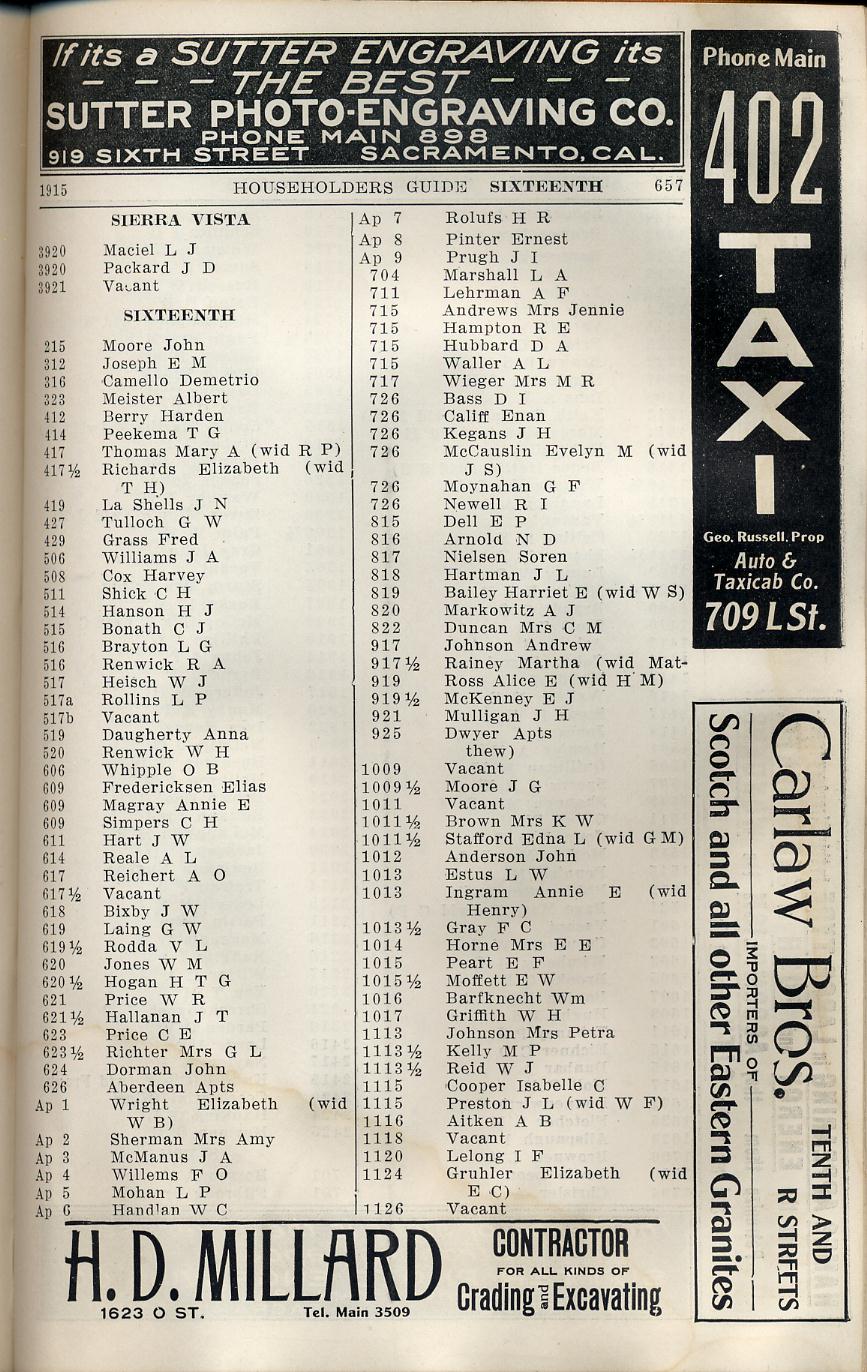 If its a SUTTER ENGRAVING its
- - - THE BEST - - -
SUTTER PHOTO-ENGRAVING CO.
PHONE MAIN 898
919 SIXTH STREET SACRAMENTO, CAL.
1915 HOUSEHOLDERS GUIDE SIXTEENTH 657
SIERRA VISTA
3920 Maciel L J
3920 Packard J D
3921 Vacant
SIXTEENTH
215 Moore John
312 Joseph E M
316 Camello Demetrio
323 Meister Albert
412 Berry Harden
414 Peekema T G
417 Thomas Mary A (wid R P)
417½ Richards Elizabeth (wid
T H)
419 La Shells J N
427 Tulloch G W
429 Grass Fred
506 Williams J A
508 Cox Harvey
511 Shick C H
514 Hanson H J
515 Bonath C J
516 Brayton L G
516 Renwick R A
517 Heisch W J
517a Rollins L P
517b Vacant
519 Daugherty Anna
520 Renwick W H
606 Whipple O B
609 Fredericksen Elias
609 Magray Annie E
609 Simpers C H
611 Hart J W
614 Reale A L
617 Reichert A O
617½ Vacant
618 Bixby J W
619 Laing G W
619½ Rodda V L
620 Jones W M
620½ Hogan H T G
621 Price W R
621½ Hallanan J T
623 Price C E
623½ Richter Mrs G L
624 Dorman John
626 Aberdeen Apts
Ap 1 Wright Elizabeth (wid
W B)
Ap 2 Sherman Mrs Amy
Ap 3 McManus J A
Ap 4 Willems F O
Ap 5 Mohan L P
Ap 6 Handlan W C
Ap 7 Rolufs H R
Ap 8 Pinter Ernest
Ap 9 Prugh J I
704 Marshall L A
711 Lehrman A F
715 Andrews Mrs Jennie
715 Hampton R E
715 Hubbard D A
715 Waller A L
717 Wieger Mrs M R
726 Bass D I
726 Califf Enan
726 Kegans J H
726 McCauslin Evelyn M (wid
J S)
726 Moynahan G F
726 Newell R I
815 Dell E P
816 Arnold N D
817 Nielsen Soren
818 Hartman J L
819 Bailey Harriet E (wid W S)
820 Markowitz A J
822 Duncan Mrs C M
917 Johnson Andrew
917½ Rainey Martha (wid Mat-
919 Ross Alice E (wid H M)
919½ McKenney E J
921 Mulligan J H
925 Dwyer Apts
thew)
1009 Vacant
1009½ Moore J G
1011 Vacant
1011½ Brown Mrs K W
1011½ Stafford Edna L (wid G M)
1012 Anderson John
1013 Estus L W
1013 Ingram Annie E (wid
Henry)
1013½ Gray F C
1014 Horne Mrs E E
1015 Peart E F
1015½ Moffett E W
1016 Barfknecht Wm
1017 Griffith W H
1113 Johnson Mrs Petra
1113½ Kelly M P
1113½ Reid W J
1115 Cooper Isabelle C
1115 Preston J L (wid W F)
1116 Aitken A B
1118 Vacant
1120 Lelong I F
1124 Gruhler Elizabeth (wid
E C)
1126 Vacant
Phone Main
402
TAXI
Geo. Russell, Prop
Auto &
Taxicab Co.
709 L St.
Carlaw Bros.
TENTH AND
R STREETS
IMPORTERS OF
Scotch and all other Eastern Granites
H. D. MILLARD
1623 O ST. Tel. Main 3509
CONTRACTOR
FOR ALL KINDS OF
Grading and Excavating